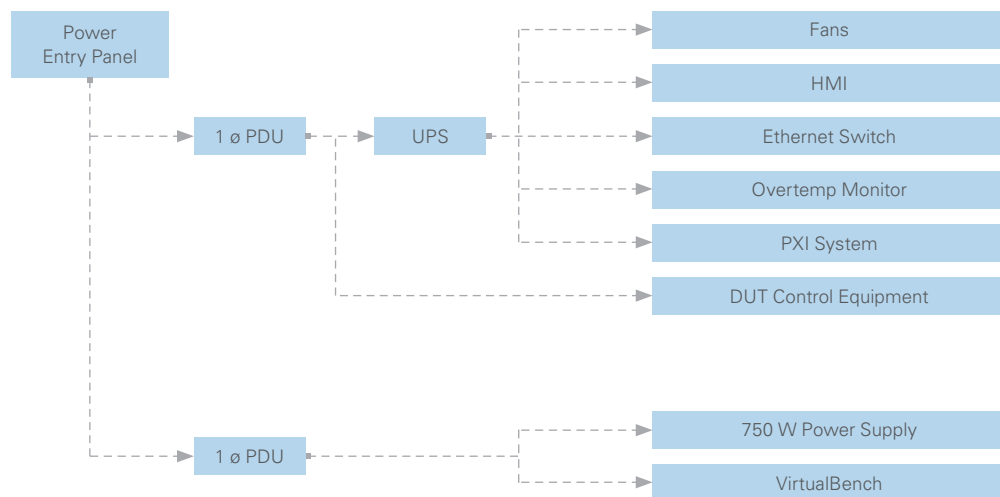 Power
Entry Panel
Fans
HMI
1 ø PDU
UPS
Ethernet Switch
Overtemp Monitor
PXI System
DUT Control Equipment
750 W Power Supply
1 ø PDU
VirtualBench